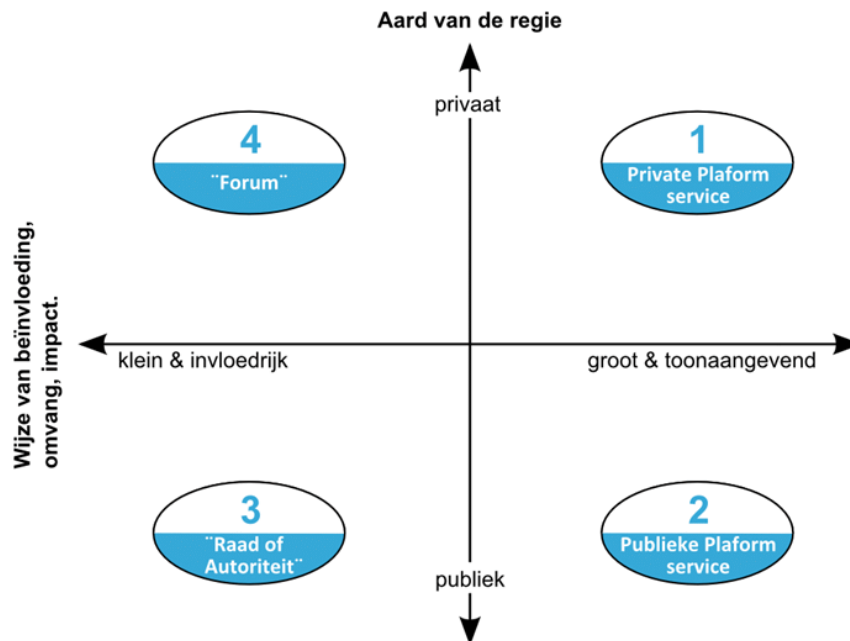 Aard van de regie
privaat
4
¨Forum¨
1
Private Plaform
service
Wijze van beïnvloeding,
omvang, impact.
klein & invloedrijk
groot & toonaangevend
3
¨Raad of
Autoriteit¨
2
Publieke Plaform
service
publiek